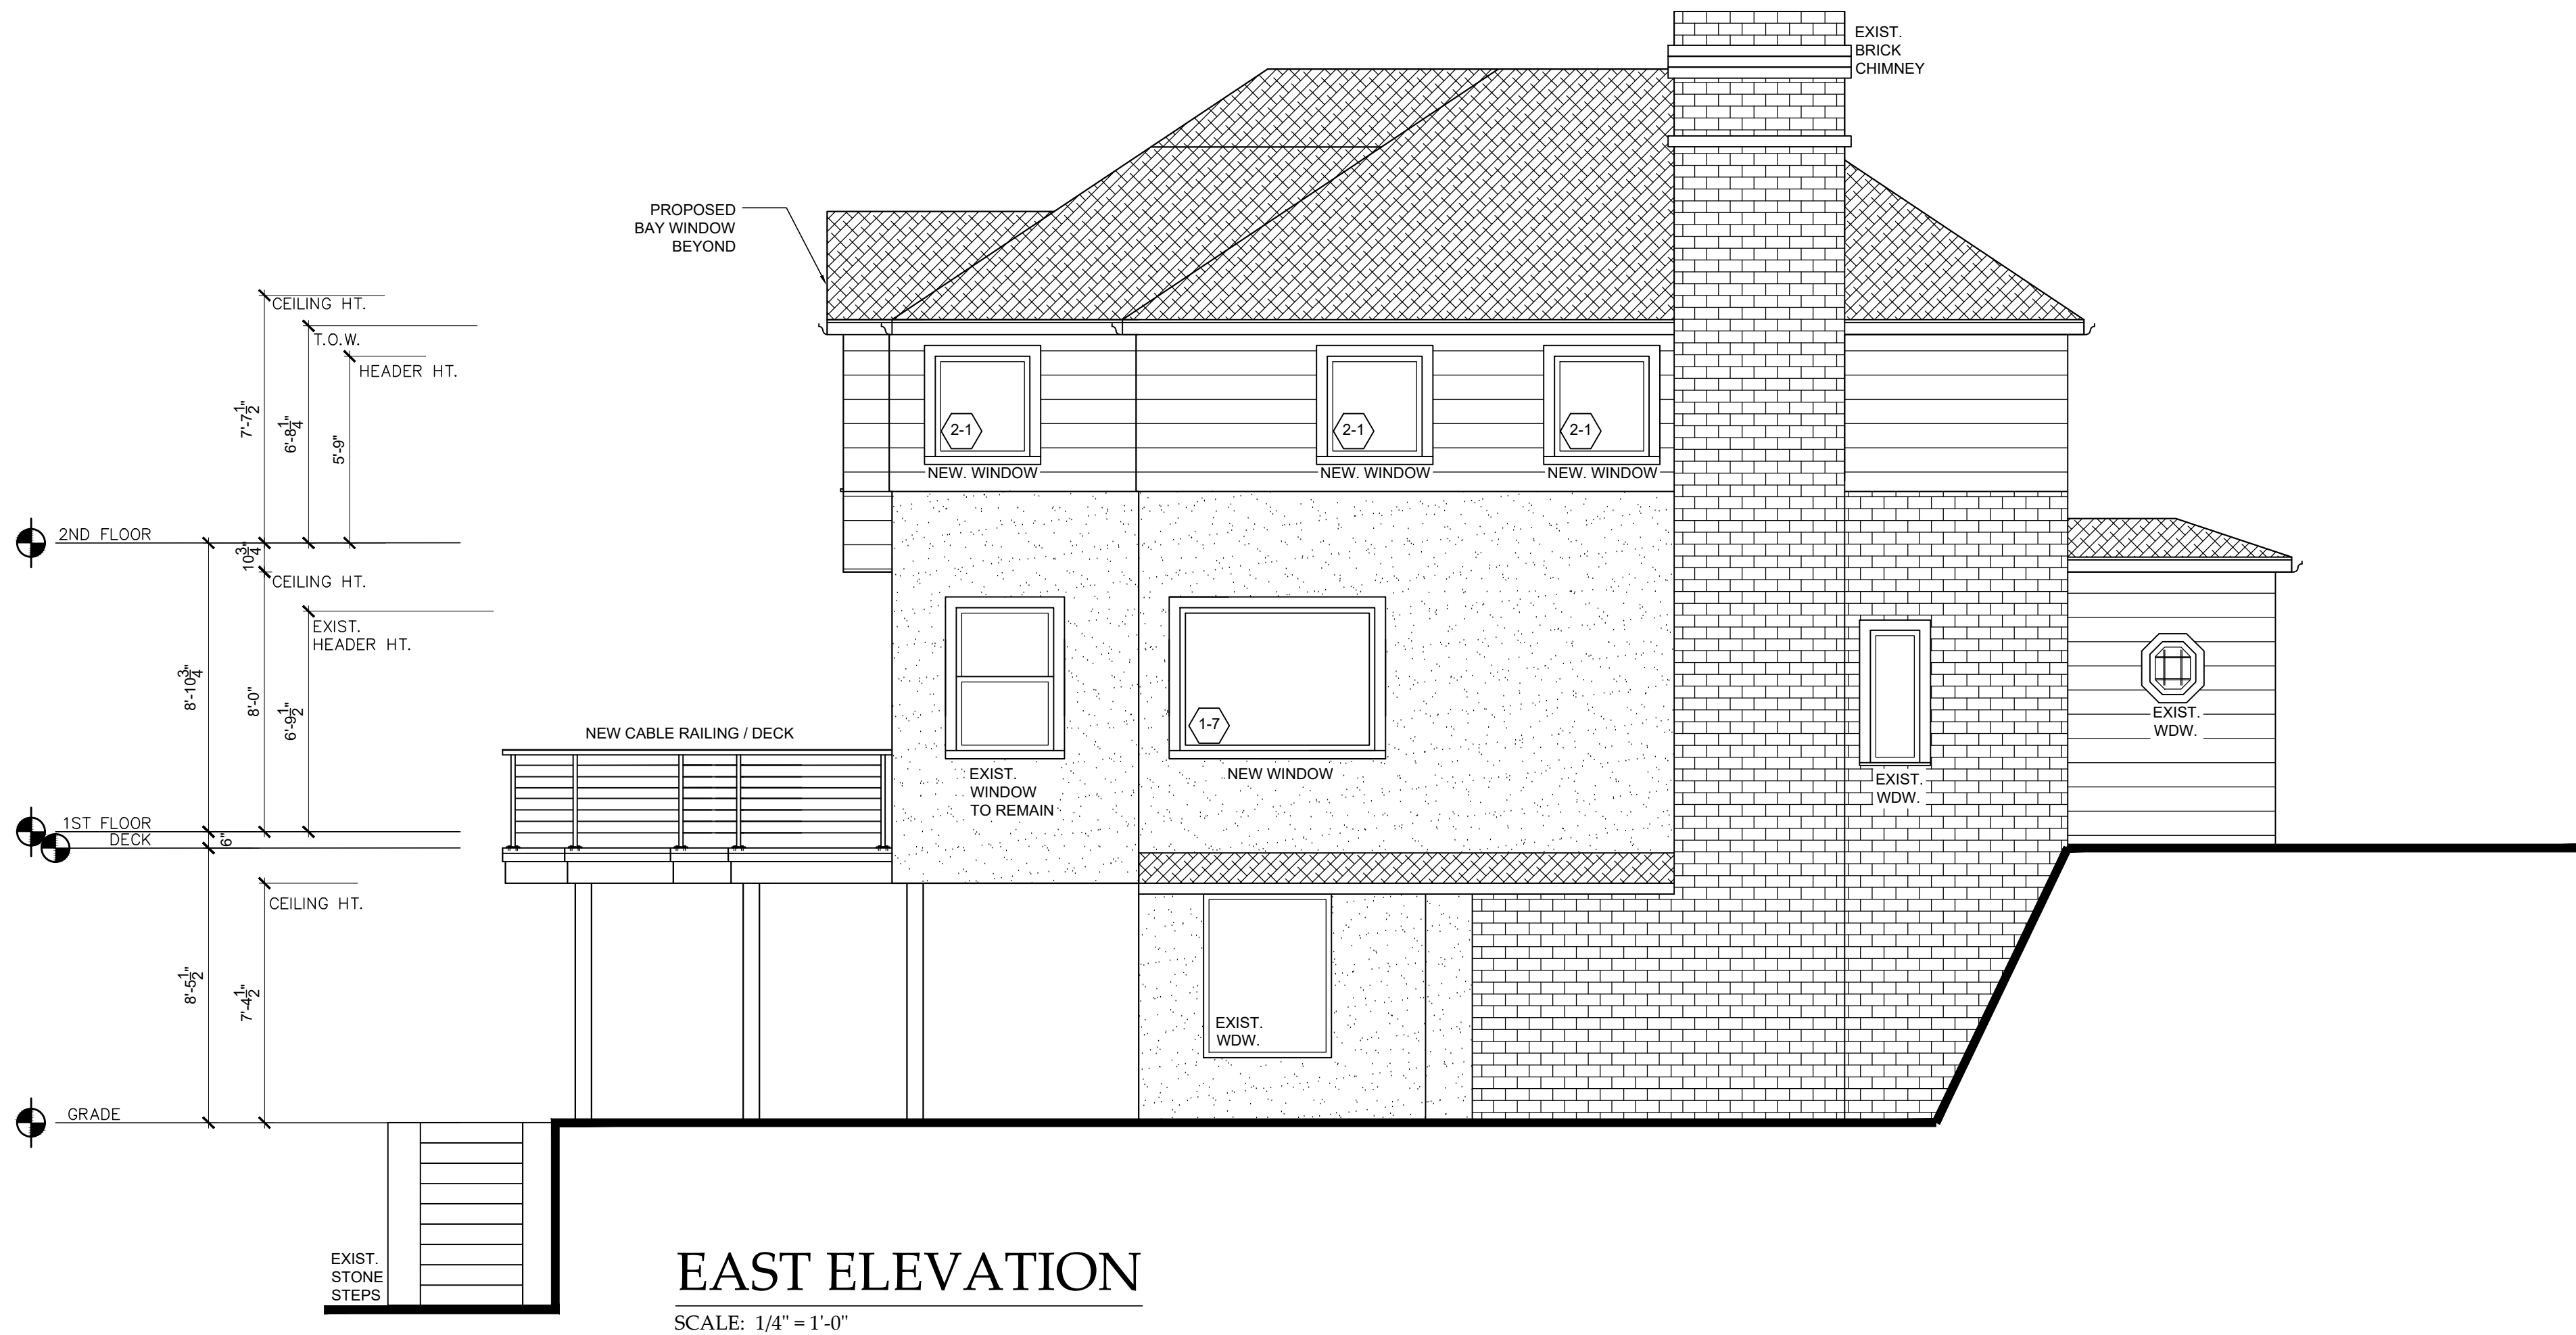 EXIST.
BRICK
CHIMNEY
PROPOSED
BAY WINDOW
BEYOND
CEILING HT.
T.O.W.
HEADER HT.
7'-7 1/2"
6'-8 1/4"
5'-9"
2-1
2-1
2-1
NEW. WINDOW
NEW. WINDOW
NEW. WINDOW
2ND FLOOR
10 3/4"
CEILING HT.
EXIST.
HEADER HT.
8'-10 3/4"
8'-0"
6'-9 1/2"
NEW CABLE RAILING / DECK
1-7
EXIST.
WINDOW
TO REMAIN
NEW WINDOW
EXIST.
WDW.
EXIST.
WDW.
1ST FLOOR
DECK
6"
CEILING HT.
8'-5 1/2"
7'-4 1/2"
EXIST.
WDW.
GRADE
EXIST.
STONE
STEPS
EAST ELEVATION
SCALE: 1/4" = 1'-0"